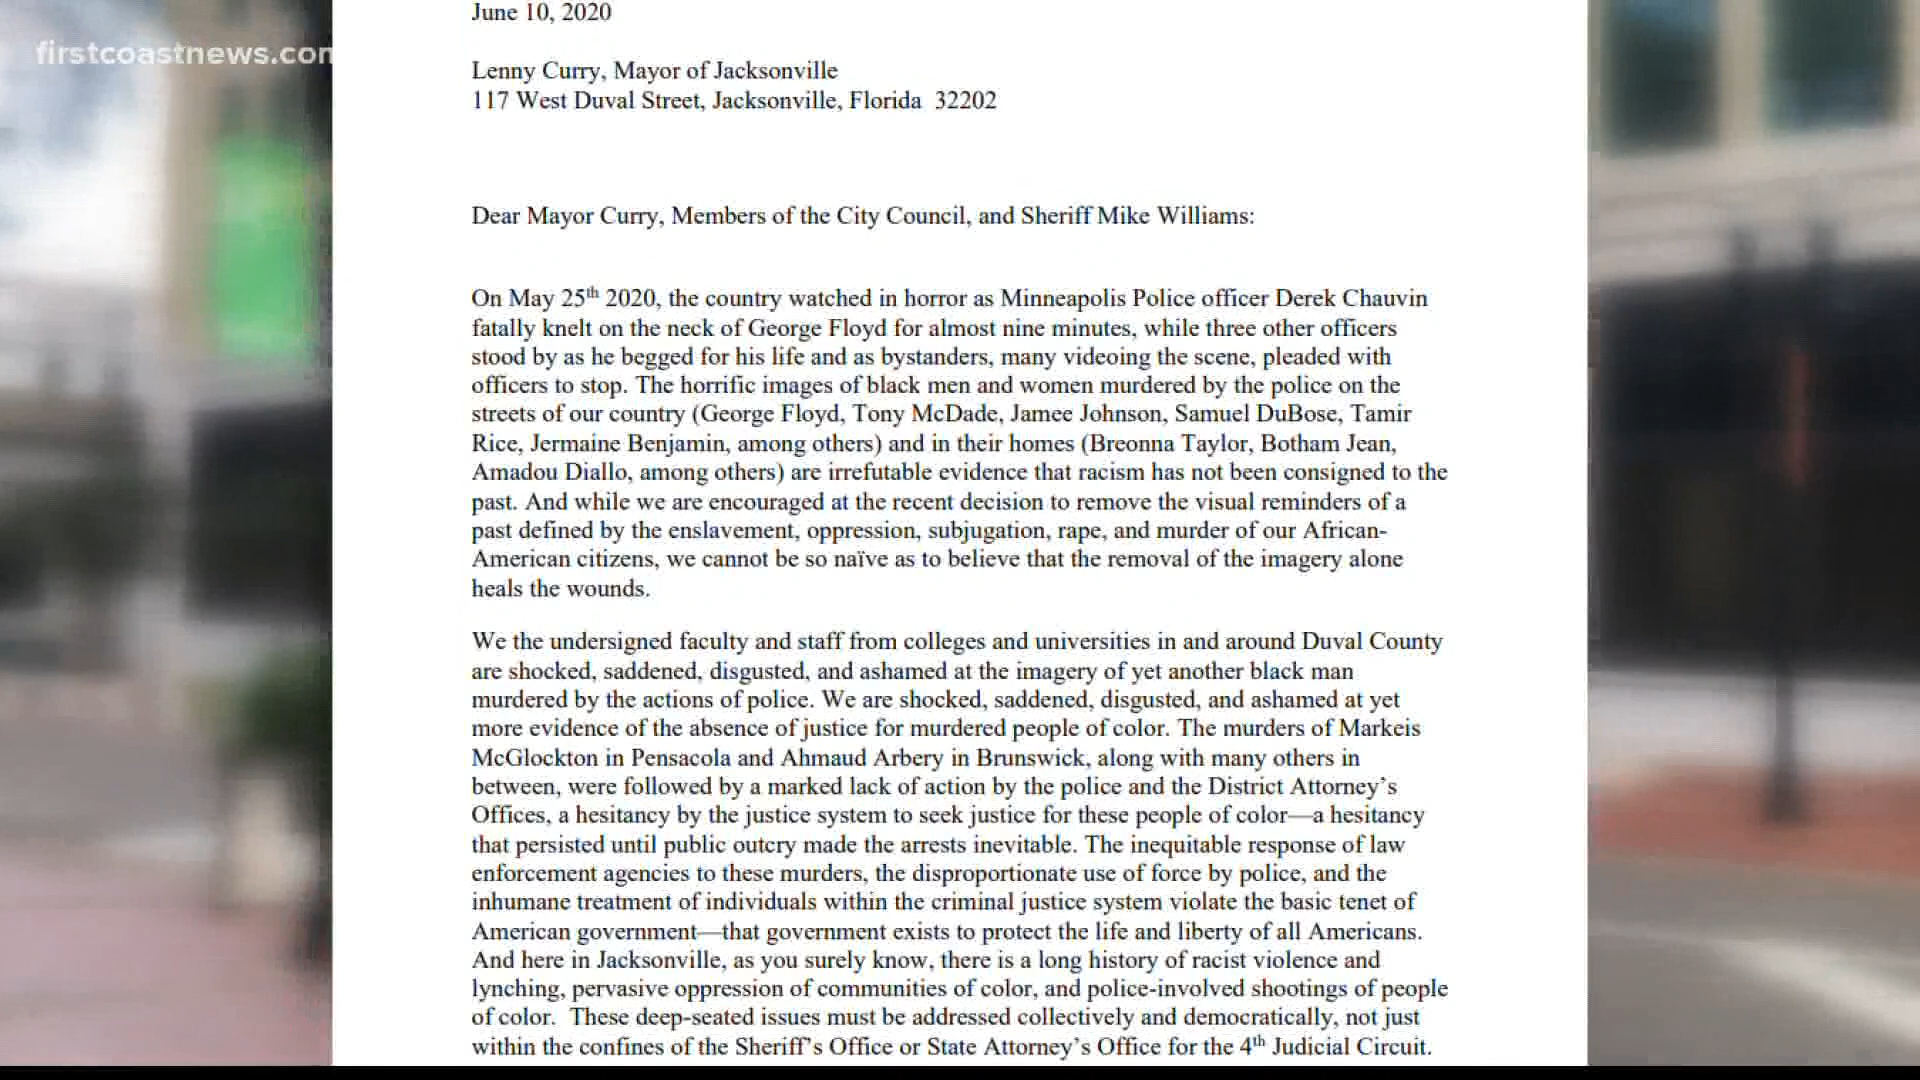 June 10, 2020
firstcoastnews.com
Lenny Curry, Mayor of Jacksonville
117 West Duval Street, Jacksonville, Florida 32202
Dear Mayor Curry, Members of the City Council, and Sheriff Mike Williams:
On May 25th 2020, the country watched in horror as Minneapolis Police officer Derek Chauvin
fatally knelt on the neck of George Floyd for almost nine minutes, while three other officers
stood by as he begged for his life and as bystanders, many videoing the scene, pleaded with
officers to stop. The horrific images of black men and women murdered by the police on the
streets of our country (George Floyd, Tony McDade, Jamee Johnson, Samuel DuBose, Tamir
Rice, Jermaine Benjamin, among others) and in their homes (Breonna Taylor, Botham Jean,
Amadou Diallo, among others) are irrefutable evidence that racism has not been consigned to the
past. And while we are encouraged at the recent decision to remove the visual reminders of a
past defined by the enslavement, oppression, subjugation, rape, and murder of our African-
American citizens, we cannot be so naïve as to believe that the removal of the imagery alone
heals the wounds.
We the undersigned faculty and staff from colleges and universities in and around Duval County
are shocked, saddened, disgusted, and ashamed at the imagery of yet another black man
murdered by the actions of police. We are shocked, saddened, disgusted, and ashamed at yet
more evidence of the absence of justice for murdered people of color. The murders of Markeis
McGlockton in Pensacola and Ahmaud Arbery in Brunswick, along with many others in
between, were followed by a marked lack of action by the police and the District Attorney’s
Offices, a hesitancy by the justice system to seek justice for these people of color—a hesitancy
that persisted until public outcry made the arrests inevitable. The inequitable response of law
enforcement agencies to these murders, the disproportionate use of force by police, and the
inhumane treatment of individuals within the criminal justice system violate the basic tenet of
American government—that government exists to protect the life and liberty of all Americans.
And here in Jacksonville, as you surely know, there is a long history of racist violence and
lynching, pervasive oppression of communities of color, and police-involved shootings of people
of color.  These deep-seated issues must be addressed collectively and democratically, not just
within the confines of the Sheriff’s Office or State Attorney’s Office for the 4th Judicial Circuit.